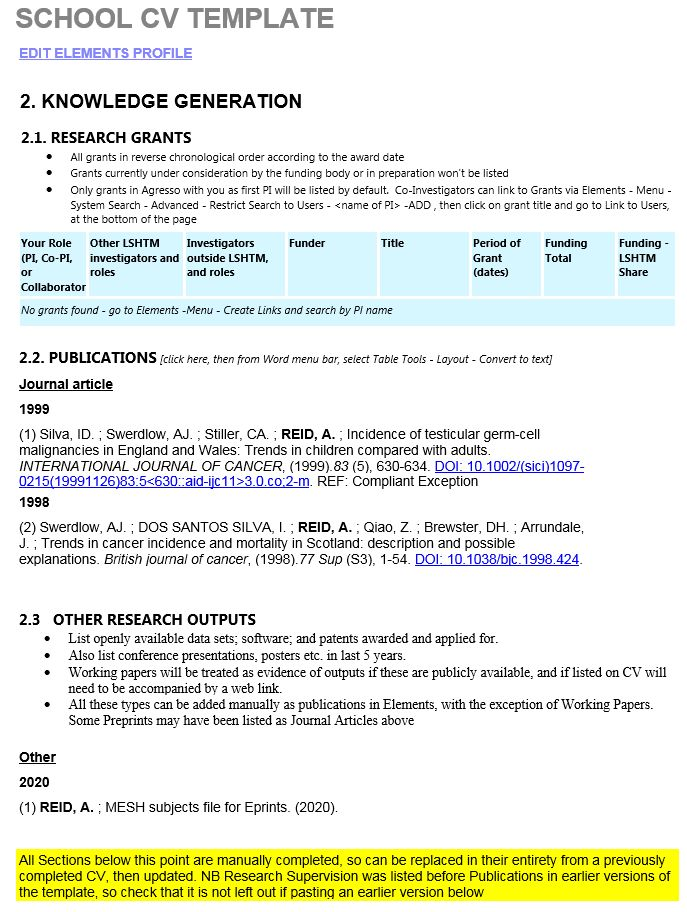 SCHOOL CV TEMPLATE
EDIT ELEMENTS PROFILE
2. KNOWLEDGE GENERATION
2.1. RESEARCH GRANTS
• All grants in reverse chronological order according to the award date
• Grants currently under consideration by the funding body or in preparation won't be listed
• Only grants in Agresso with you as first PI will be listed by default. Co-Investigators can link to Grants via Elements - Menu -
System Search - Advanced - Restrict Search to Users - <name of PI> -ADD , then click on grant title and go to Link to Users,
at the bottom of the page
Your Role (PI, Co-PI, or Collaborator
Other LSHTM investigators and roles
Investigators outside LSHTM, and roles
Funder
Title
Period of Grant (dates)
Funding Total
Funding - LSHTM Share
No grants found - go to Elements -Menu - Create Links and search by PI name
2.2. PUBLICATIONS [click here, then from Word menu bar, select Table Tools - Layout - Convert to text]
Journal article
1999
(1) Silva, ID. ; Swerdlow, AJ. ; Stiller, CA. ; REID, A. ; Incidence of testicular germ-cell
malignancies in England and Wales: Trends in children compared with adults.
INTERNATIONAL JOURNAL OF CANCER, (1999).83 (5), 630-634. DOI: 10.1002/(sici)1097-
0215(19991126)83:5<630::aid-ijc11>3.0.co;2-m. REF: Compliant Exception
1998
(2) Swerdlow, AJ. ; DOS SANTOS SILVA, I. ; REID, A. ; Qiao, Z. ; Brewster, DH. ; Arrundale,
J. ; Trends in cancer incidence and mortality in Scotland: description and possible
explanations. British journal of cancer, (1998).77 Sup (S3), 1-54. DOI: 10.1038/bjc.1998.424.
2.3 OTHER RESEARCH OUTPUTS
• List openly available data sets; software; and patents awarded and applied for.
• Also list conference presentations, posters etc. in last 5 years.
• Working papers will be treated as evidence of outputs if these are publicly available, and if listed on CV will
need to be accompanied by a web link.
• All these types can be added manually as publications in Elements, with the exception of Working Papers.
Some Preprints may have been listed as Journal Articles above
Other
2020
(1) REID, A. ; MESH subjects file for Eprints. (2020).
All Sections below this point are manually completed, so can be replaced in their entirety from a previously
completed CV, then updated. NB Research Supervision was listed before Publications in earlier versions of
the template, so check that it is not left out if pasting an earlier version below